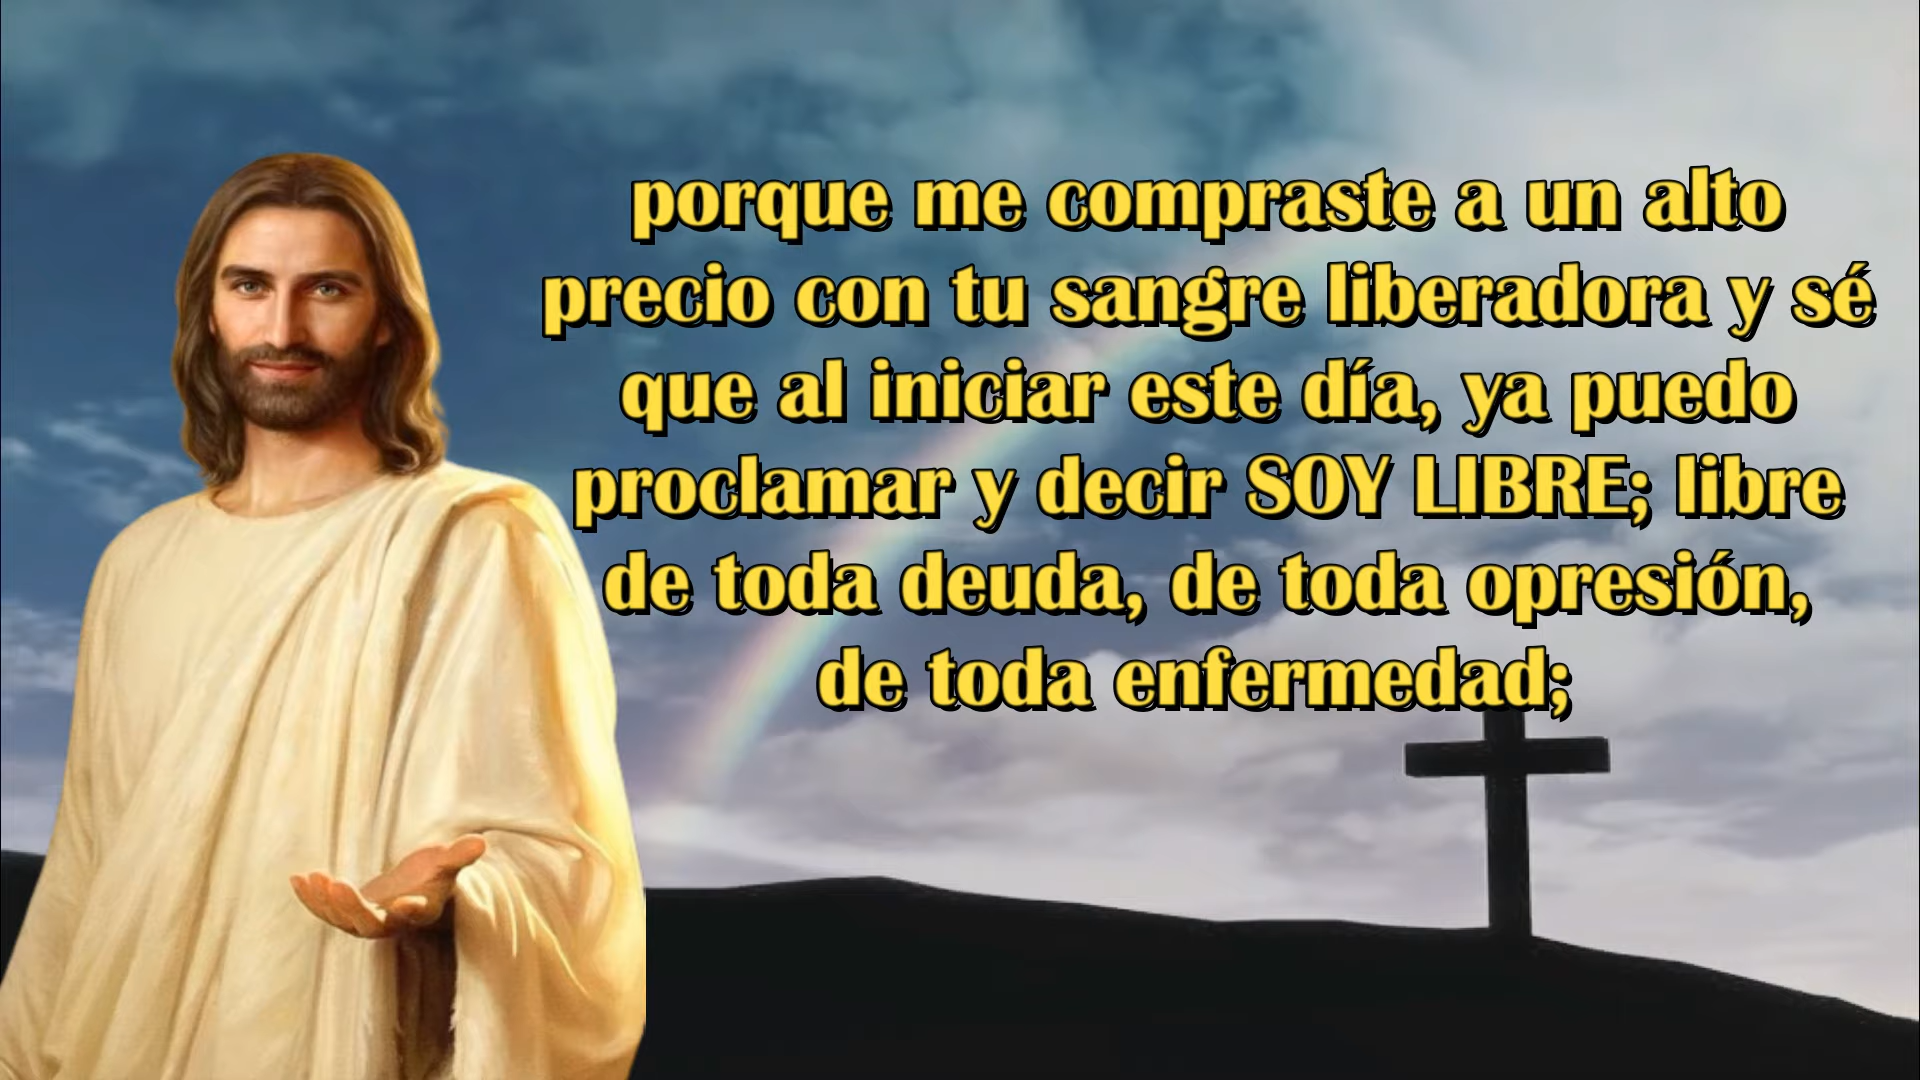 porque me compraste a un alto
precio con tu sangre liberadora y sé
que al iniciar este día, ya puedo
proclamar y decir SOY LIBRE; libre
de toda deuda, de toda opresión,
de toda enfermedad;